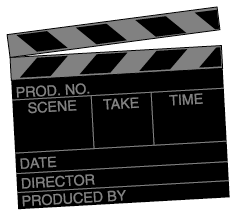 PROD. NO.
SCENE TAKE TIME
DATE
DIRECTOR
PRODUCED BY